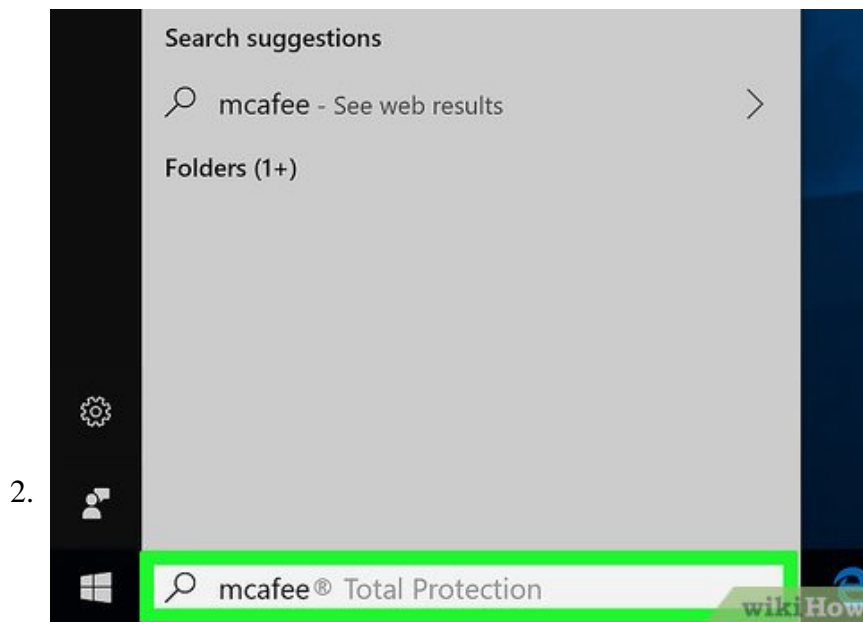 Search suggestions
mcafee - See web results
Folders (1+)
2.
mcafee® Total Protection
wikiHow